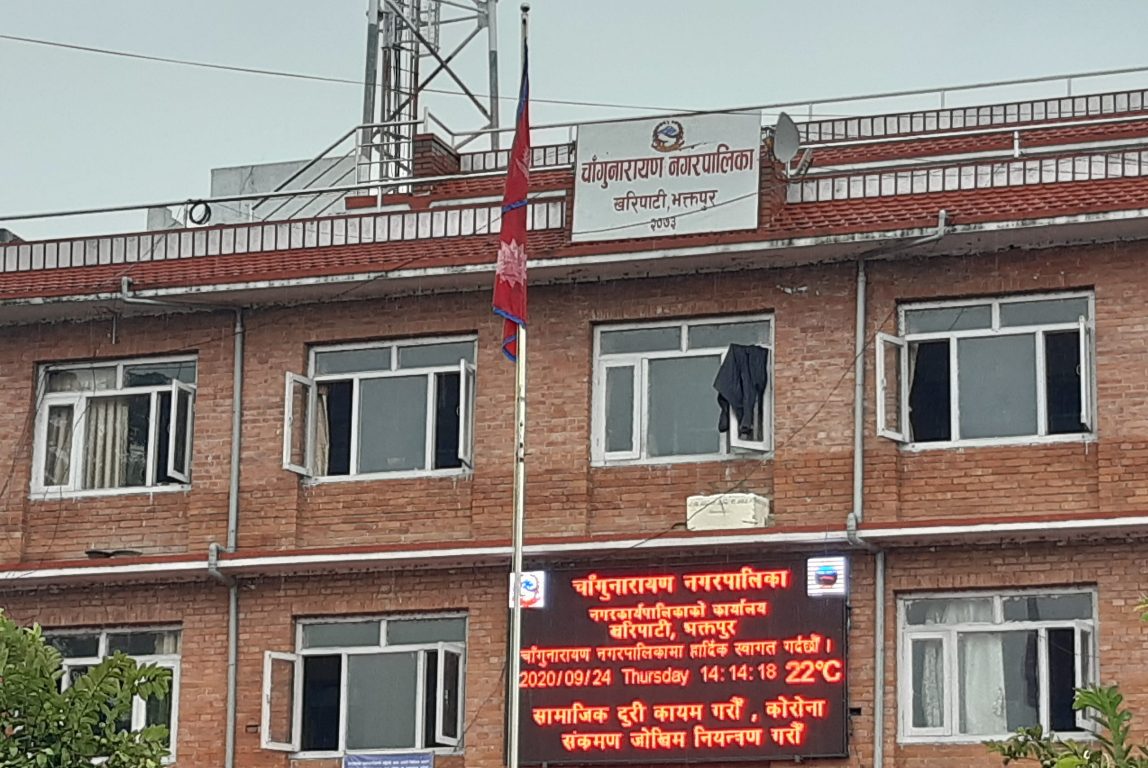 चाँगुनारायण नगरपालिका
खरिपाटी, भक्तपुर
२०७३
चाँगुनारायण नगरपालिका
नगरकार्यपालिकाको कार्यालय
खरिपाटी, भक्तपुर
चाँगुनारायण नगरपालिकामा हार्दिक स्वागत गर्दछौं ।
2020/09/24 Thursday 14:14:18 22°C
सामाजिक दुरी कायम गरौँ , कोरोना
संक्रमण जोखिम नियन्त्रण गरौँ